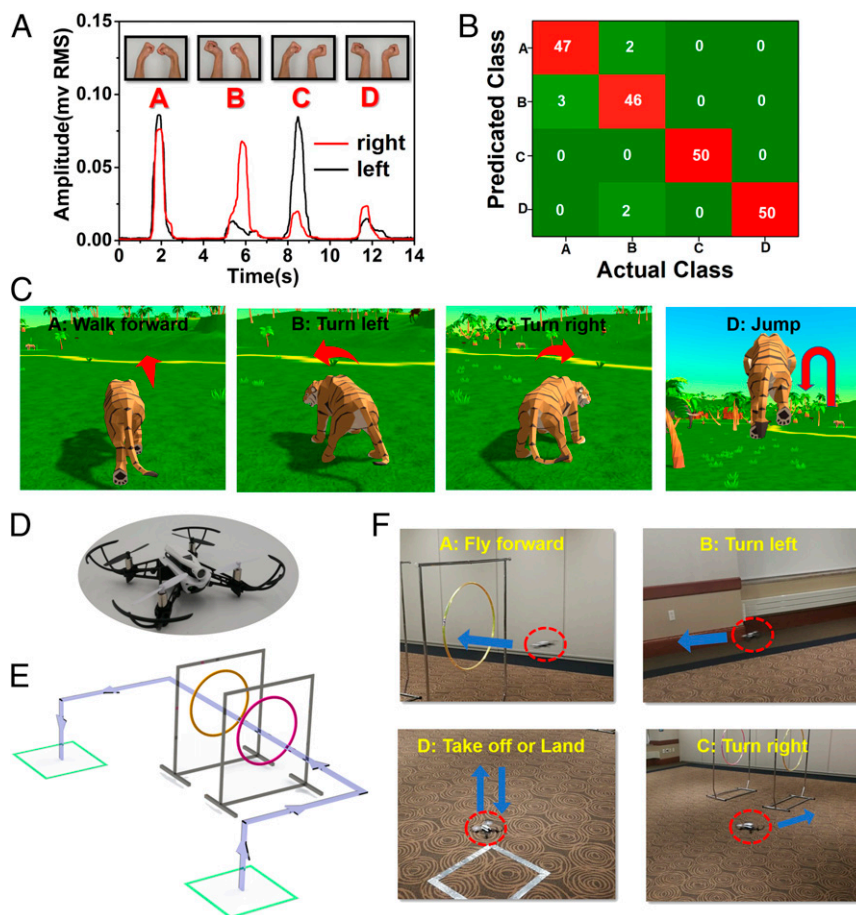 A
Amplitude(mv RMS)
0.15
0.10
0.05
0.00
A
B
C
D
right
left
0 2 4 6 8 10 12 14
Time(s)
B
Predicated Class
A
B
C
D
47 2 0 0
3 46 0 0
0 0 50 0
0 2 0 50
A B C D
Actual Class
C
A: Walk forward
B: Turn left
C: Turn right
D: Jump
D
E
F
A: Fly forward
B: Turn left
D: Take off or Land
C: Turn right